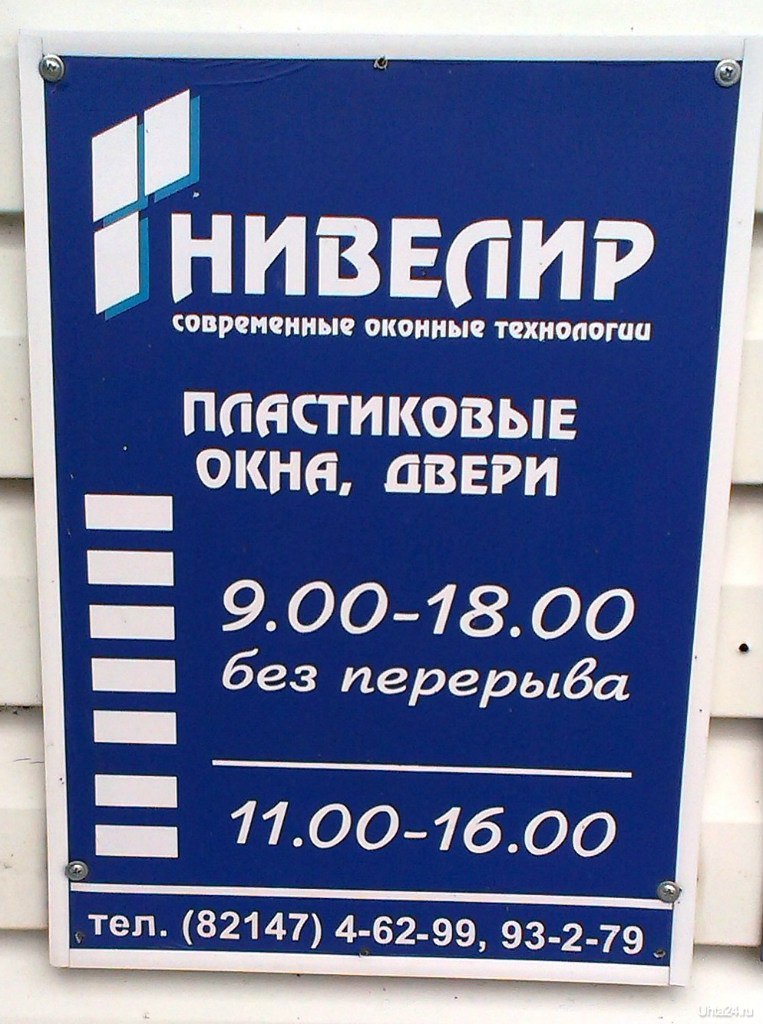 НИВЕЛИР
современные оконные технологии
ПЛАСТИКОВЫЕ
ОКНА, ДВЕРИ
9.00-18.00
без перерыва
11.00-16.00
тел. (82147) 4-62-99, 93-2-79
Uhta24.ru